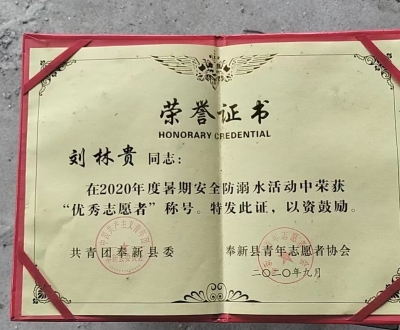 荣誉证书
HONORARY CREDENTIAL
刘林贵 同志:
在2020年度暑期安全防溺水活动中荣获
“优秀志愿者”称号。特发此证，以资鼓励。
共青团奉新县委 奉新县青年志愿者协会
二〇二〇年九月